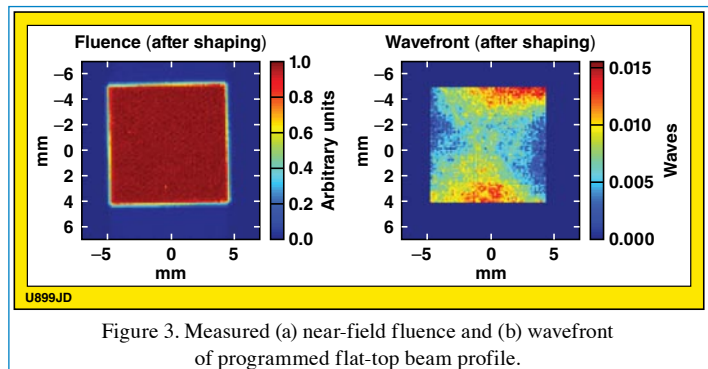 Fluence (after shaping)
Wavefront (after shaping)
–6
–4
–2
0
2
4
6
mm
–5
0
5
mm
1.0
0.8
0.6
0.4
0.2
0.0
Arbitrary units
–6
–4
–2
0
2
4
6
mm
–5
0
5
mm
0.015
0.010
0.005
0.000
Waves
U899JD
Figure 3. Measured (a) near-field fluence and (b) wavefront
of programmed flat-top beam profile.